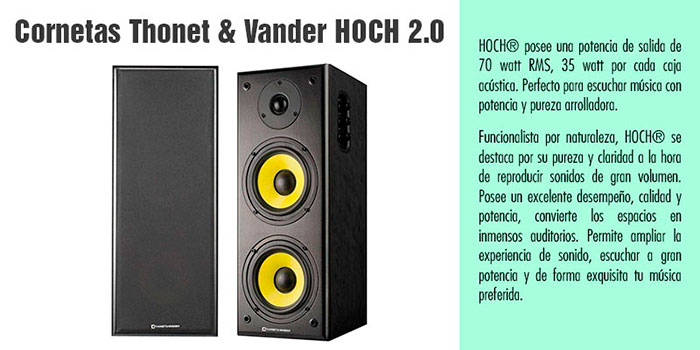 Cornetas Thonet & Vander HOCH 2.0
HOCH® posee una potencia de salida de
70 watt RMS, 35 watt por cada caja
acústica. Perfecto para escuchar música con
potencia y pureza arrolladora.
Funcionalista por naturaleza, HOCH® se
destaca por su pureza y claridad a la hora
de reproducir sonidos de gran volumen.
Posee un excelente desempeño, calidad y
potencia, convierte los espacios en
inmensos auditorios. Permite ampliar la
experiencia de sonido, escuchar a gran
potencia y de forma exquisita tu música
preferida.
THONET&VANDER